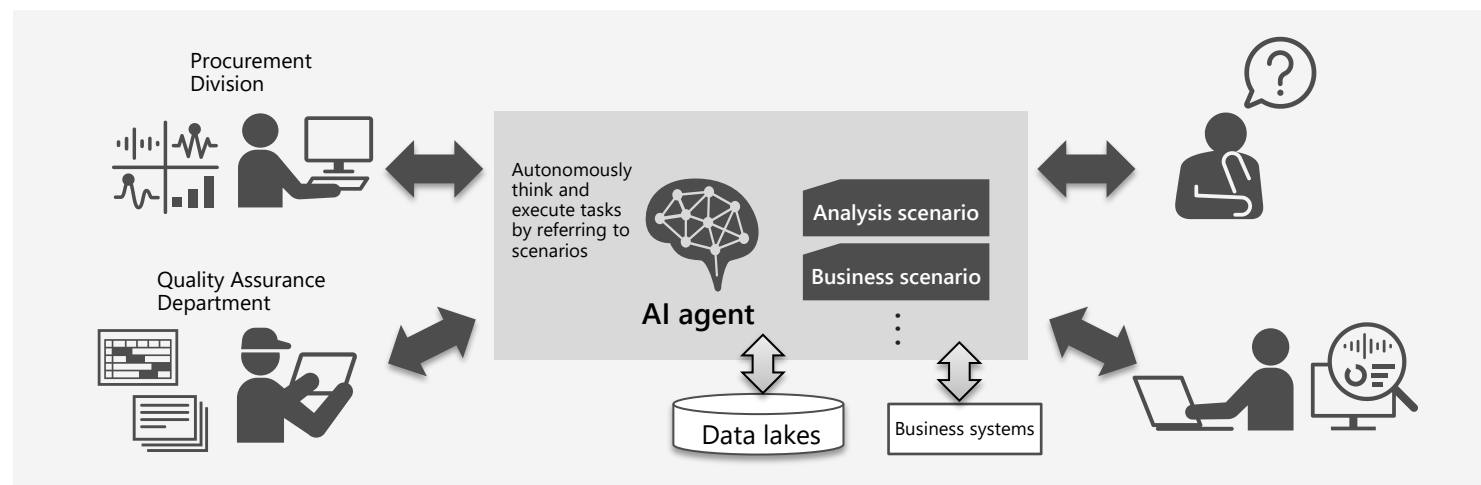 Procurement
Division
Quality Assurance
Department
Autonomously
think and
execute tasks
by referring to
scenarios
AI agent
Analysis scenario
Business scenario
⋮
Data lakes
Business systems
?